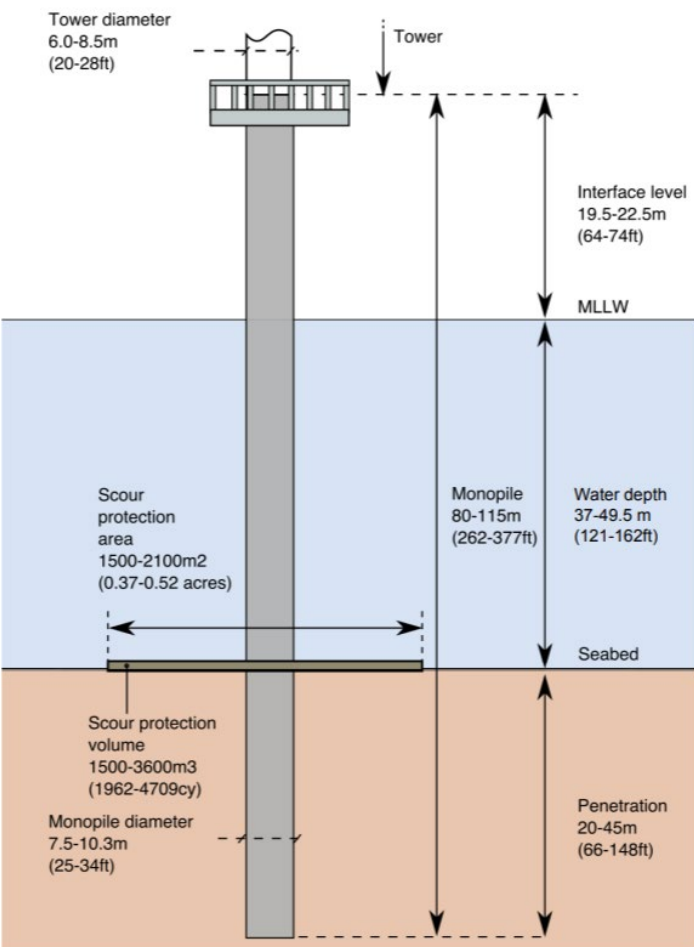 Tower diameter
6.0-8.5m
(20-28ft)
Tower
Interface level
19.5-22.5m
(64-74ft)
MLLW
Scour
protection
area
1500-2100m2
(0.37-0.52 acres)
Monopile
80-115m
(262-377ft)
Water depth
37-49.5 m
(121-162ft)
Seabed
Scour protection
volume
1500-3600m3
(1962-4709cy)
Monopile diameter
7.5-10.3m
(25-34ft)
Penetration
20-45m
(66-148ft)